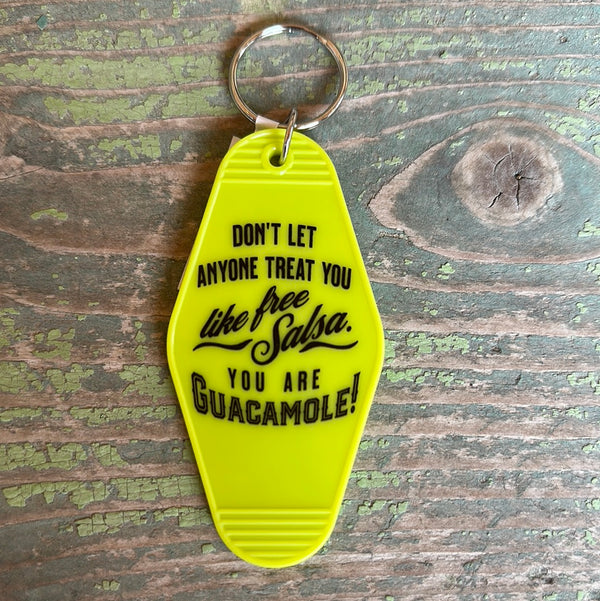 DON'T LET
ANYONE TREAT YOU
like free
Salsa.
YOU ARE
GUACAMOLE!